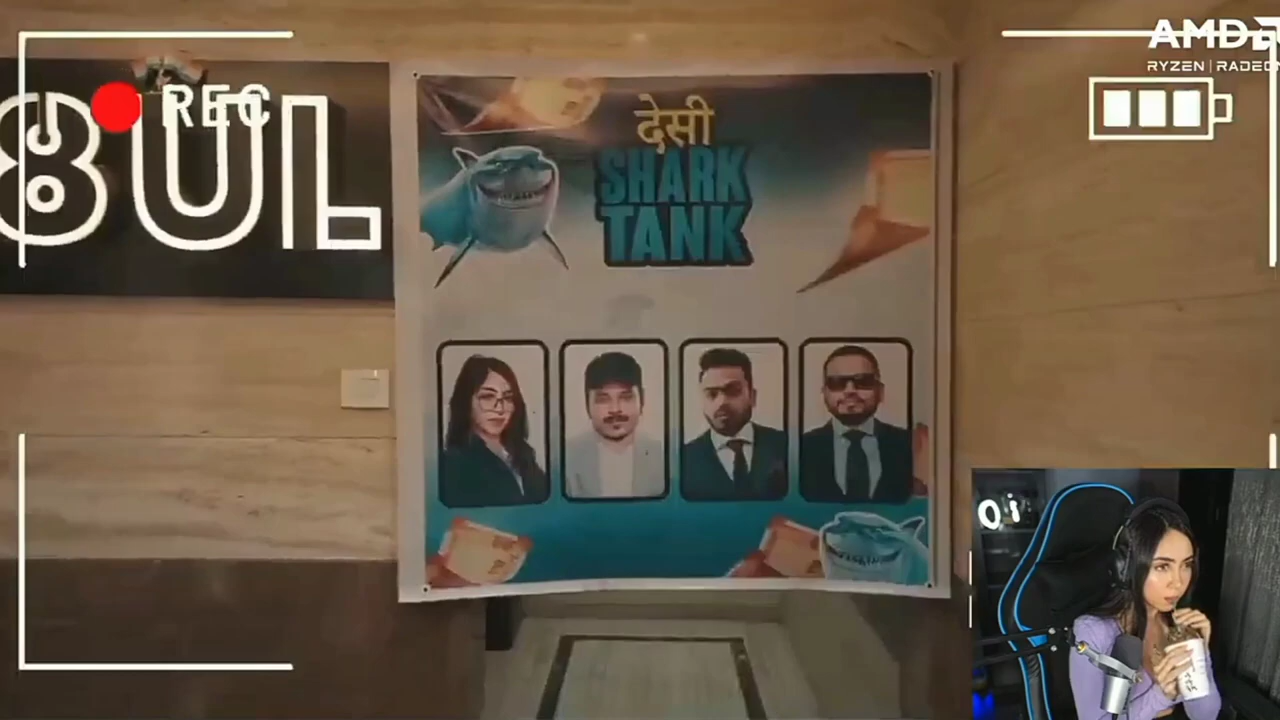 AMD
RYZEN | RADEON
REC
8UL
देसी
SHARK
TANK